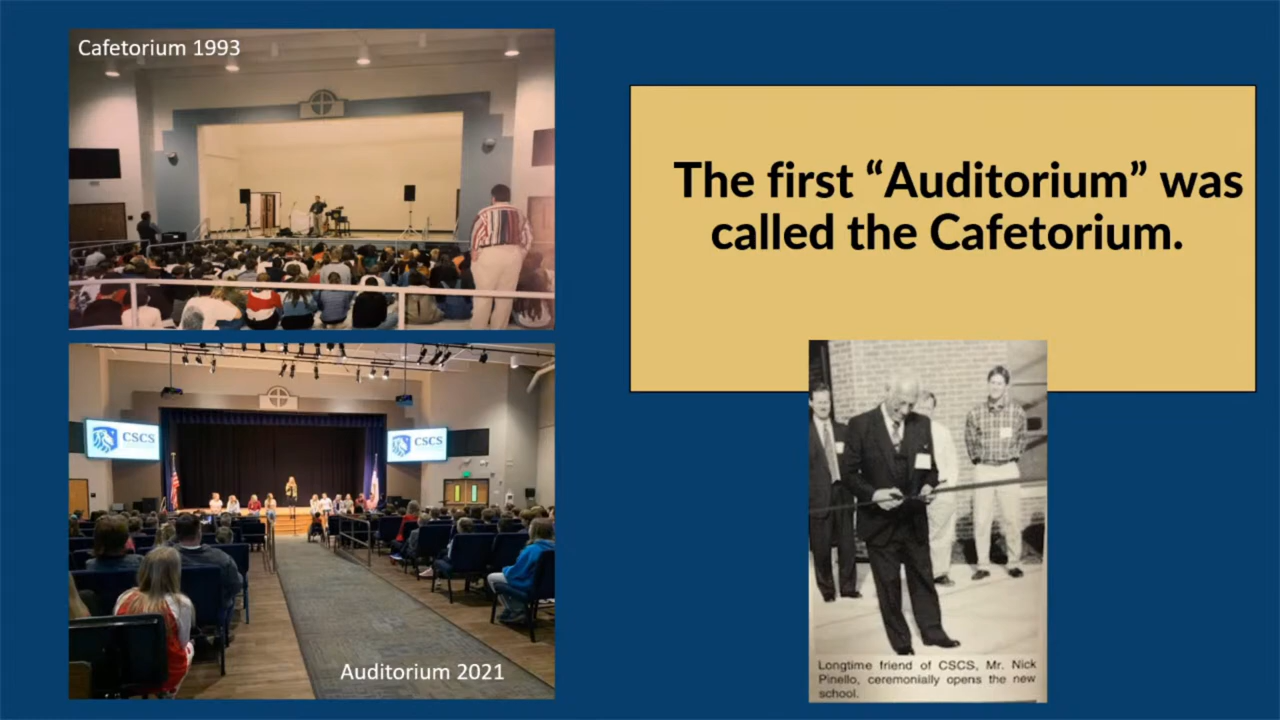 Cafetorium 1993
The first “Auditorium” was
called the Cafetorium.
CSCS
CSCS
Auditorium 2021
Longtime friend of CSCS, Mr. Nick
Pinello, ceremonially opens the new
school.